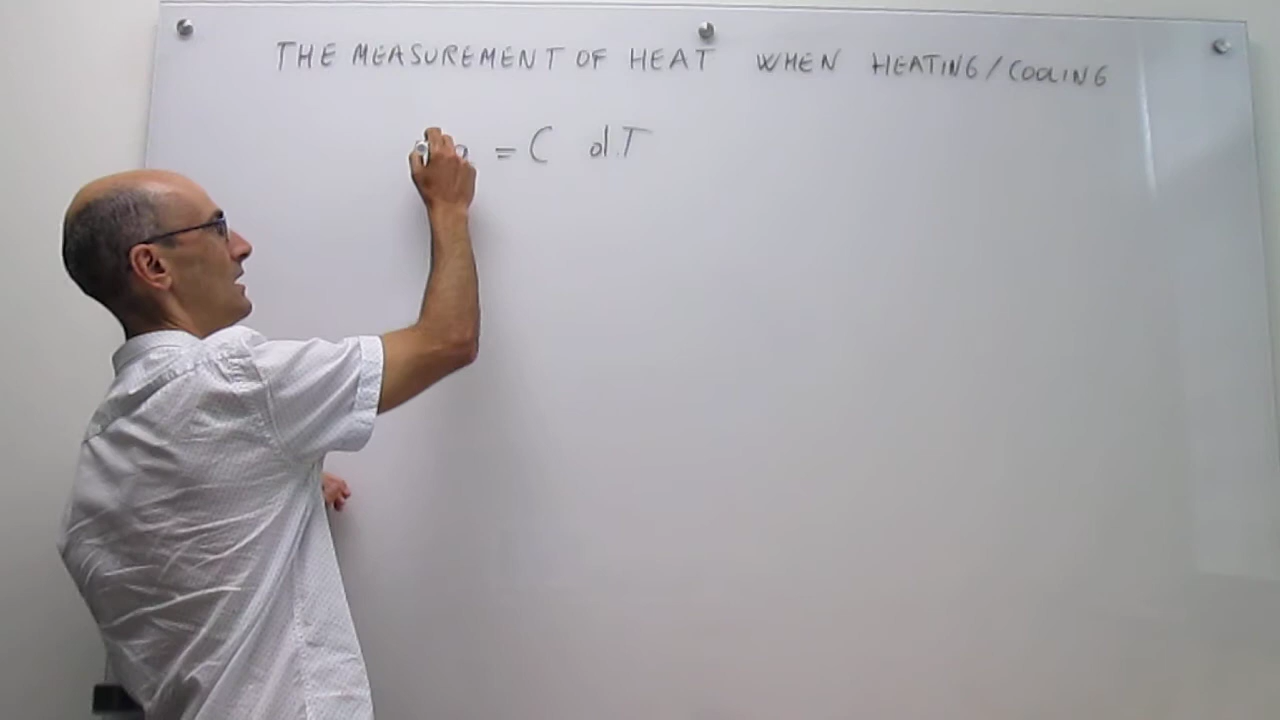 THE MEASUREMENT OF HEAT WHEN HEATING/COOLING
= C dT